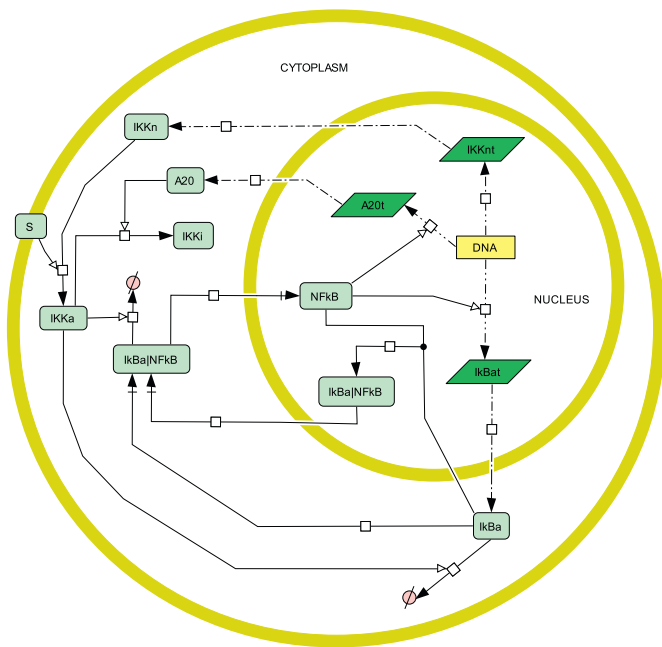 CYTOPLASM
IKKn
IKKnt
A20
A20t
S
IKKi
DNA
NFkB
NUCLEUS
IKKa
IkBa|NFkB
IkBat
IkBa|NFkB
IkBa